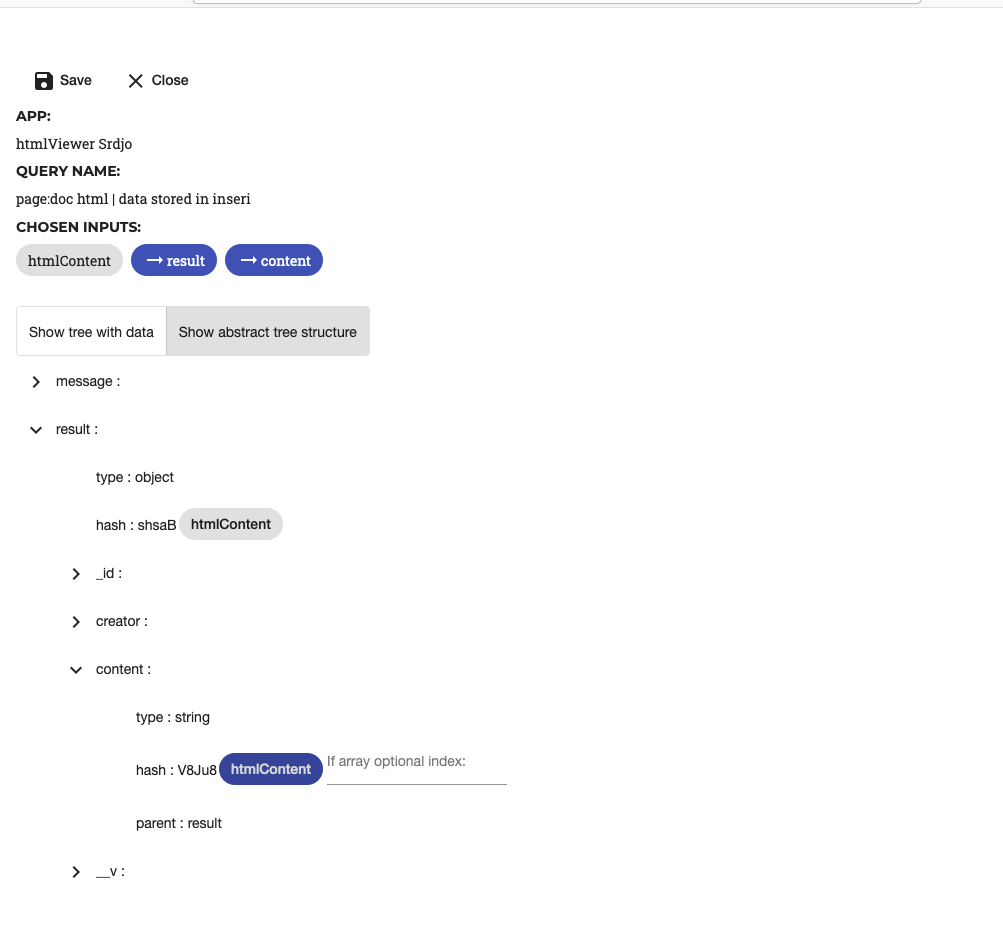 Save Close
APP:
htmlViewer Srdjo
QUERY NAME:
page:doc html | data stored in inseri
CHOSEN INPUTS:
htmlContent → result → content
Show tree with data Show abstract tree structure
message :
result :
type : object
hash : shsaB htmlContent
_id :
creator :
content :
type : string
hash : V8Ju8 htmlContent If array optional index:
parent : result
__v :